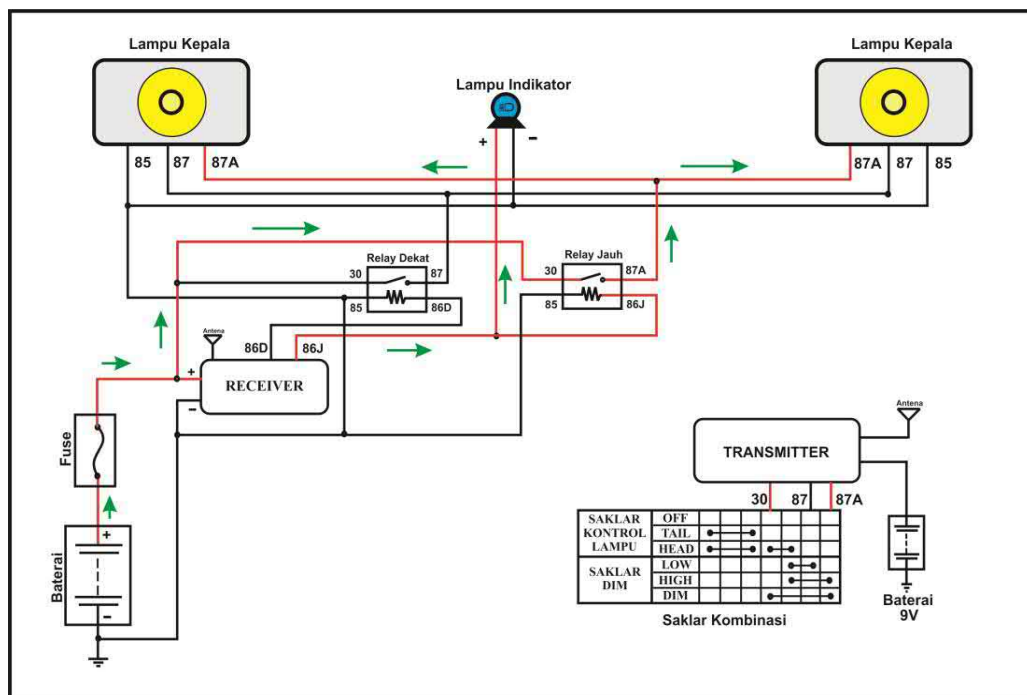 Lampu Kepala
Lampu Kepala
Lampu Indikator
+ -
85 87 87A
87A 87 85
Relay Dekat
30 87
85 86D
Relay Jauh
30 87A
85 86J
Antena
86D 86J
+
RECEIVER
-
Fuse
Baterai
+
-
Antena
TRANSMITTER
30 87 87A
SAKLAR
KONTROL
LAMPU
OFF
TAIL
HEAD
SAKLAR
DIM
LOW
HIGH
DIM
Saklar Kombinasi
Baterai
9V